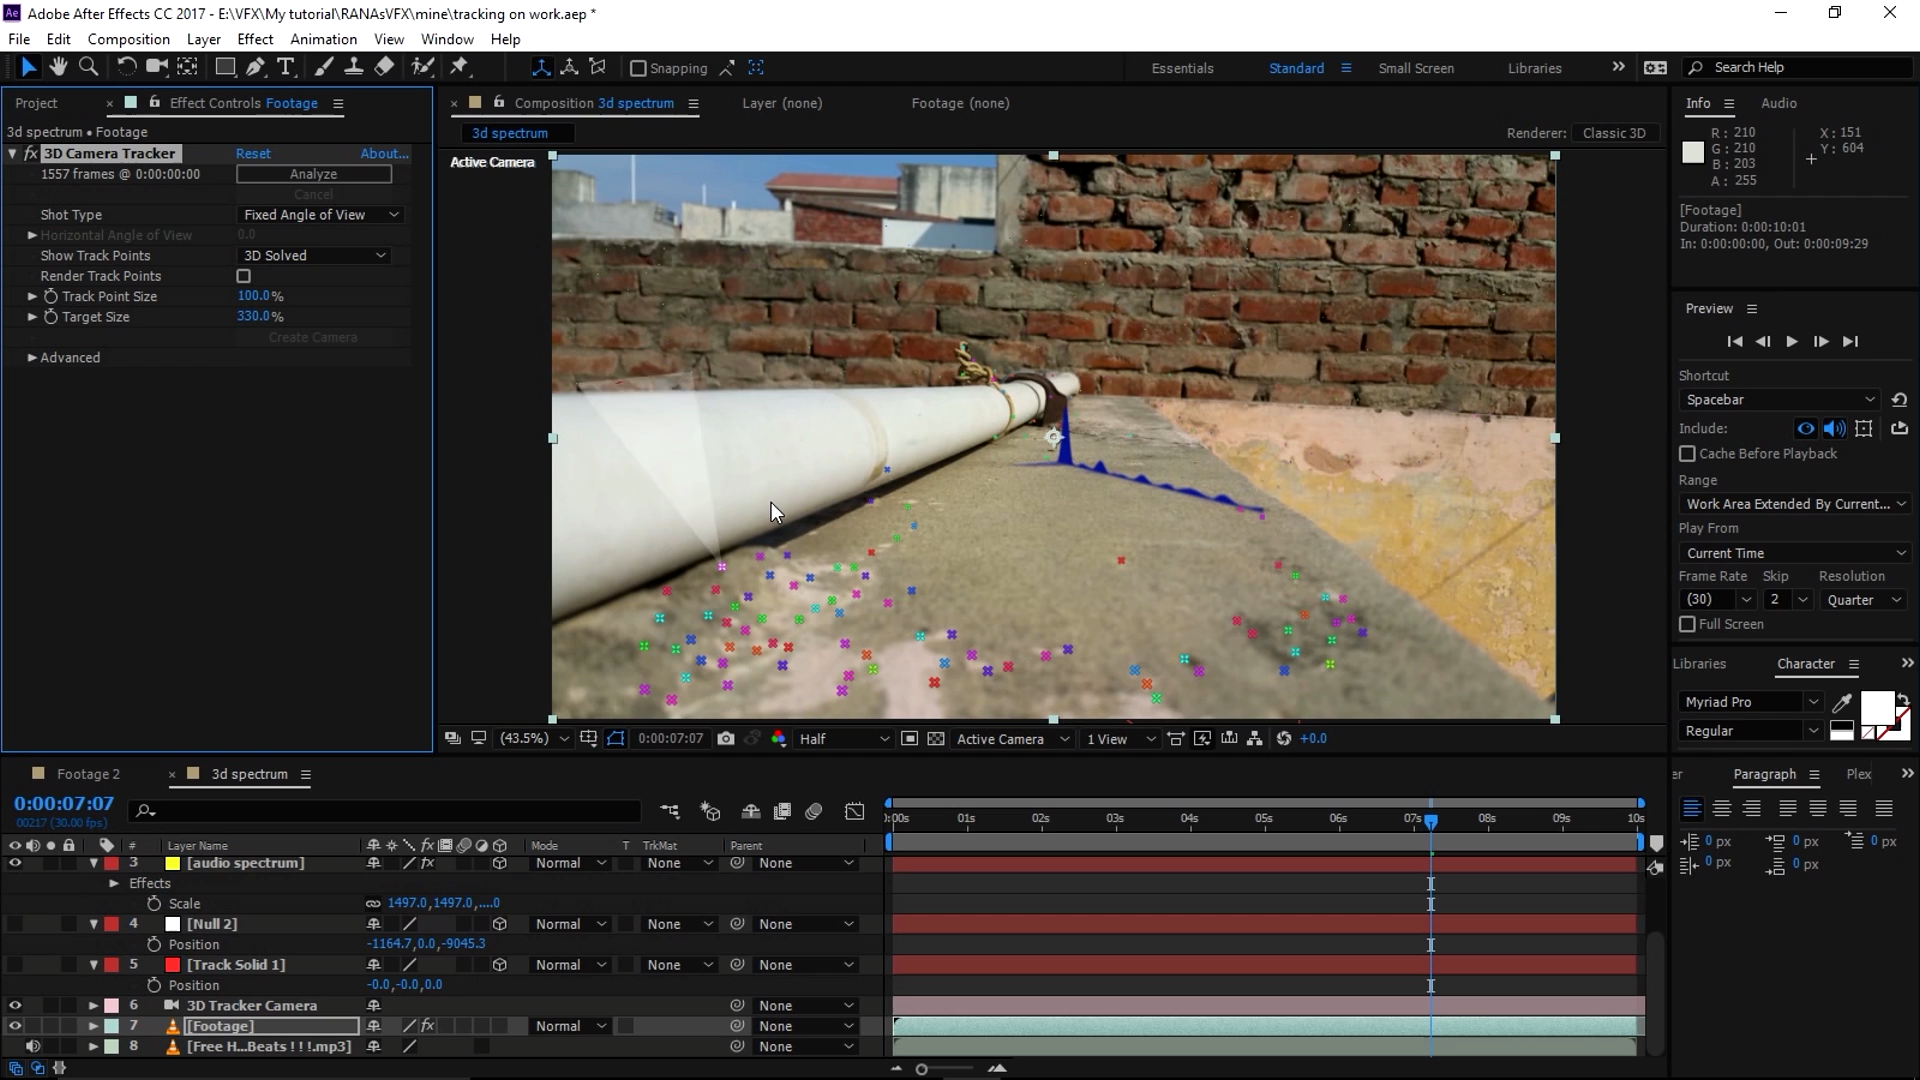 Adobe After Effects CC 2017 - E:\VFX\My tutorial\RANAsVFX\mine\tracking on work.aep *
File Edit Composition Layer Effect Animation View Window Help
Snapping Essentials Standard Small Screen Libraries Search Help
Project Effect Controls Footage
3d spectrum • Footage
3D Camera Tracker Reset About...
1557 frames @ 0:00:00:00 Analyze
Cancel
Shot Type Fixed Angle of View
Horizontal Angle of View 0.0
Show Track Points 3D Solved
Render Track Points
Track Point Size 100.0 %
Target Size 330.0 %
Create Camera
Advanced
Composition 3d spectrum Layer (none) Footage (none)
3d spectrum Renderer: Classic 3D
Active Camera
(43.5%) 0:00:07:07 Half Active Camera 1 View +0.0
Info Audio
R: 210 X: 151
G: 210 Y: 604
B: 203
A: 255
[Footage]
Duration: 0:00:10:01
In: 0:00:00:00, Out: 0:00:09:29
Preview
Shortcut
Spacebar
Include:
Cache Before Playback
Range
Work Area Extended By Current...
Play From
Current Time
Frame Rate Skip Resolution
(30) 2 Quarter
Full Screen
Libraries Character
Myriad Pro
Regular
er Paragraph Plex
0 px 0 px 0 px
0 px 0 px
Footage 2 3d spectrum
0:00:07:07
00217 (30.00 fps)
:00s 01s 02s 03s 04s 05s 06s 07s 08s 09s 10s
# Layer Name Mode T TrkMat Parent
3 [audio spectrum] Normal None None
Effects
Scale 1497.0,1497.0,....0
4 [Null 2] Normal None None
Position -1164.7,0.0,-9045.3
5 [Track Solid 1] Normal None None
Position -0.0,-0.0,0.0
6 3D Tracker Camera None
7 [Footage] Normal None
8 [Free H...Beats ! ! !.mp3] None